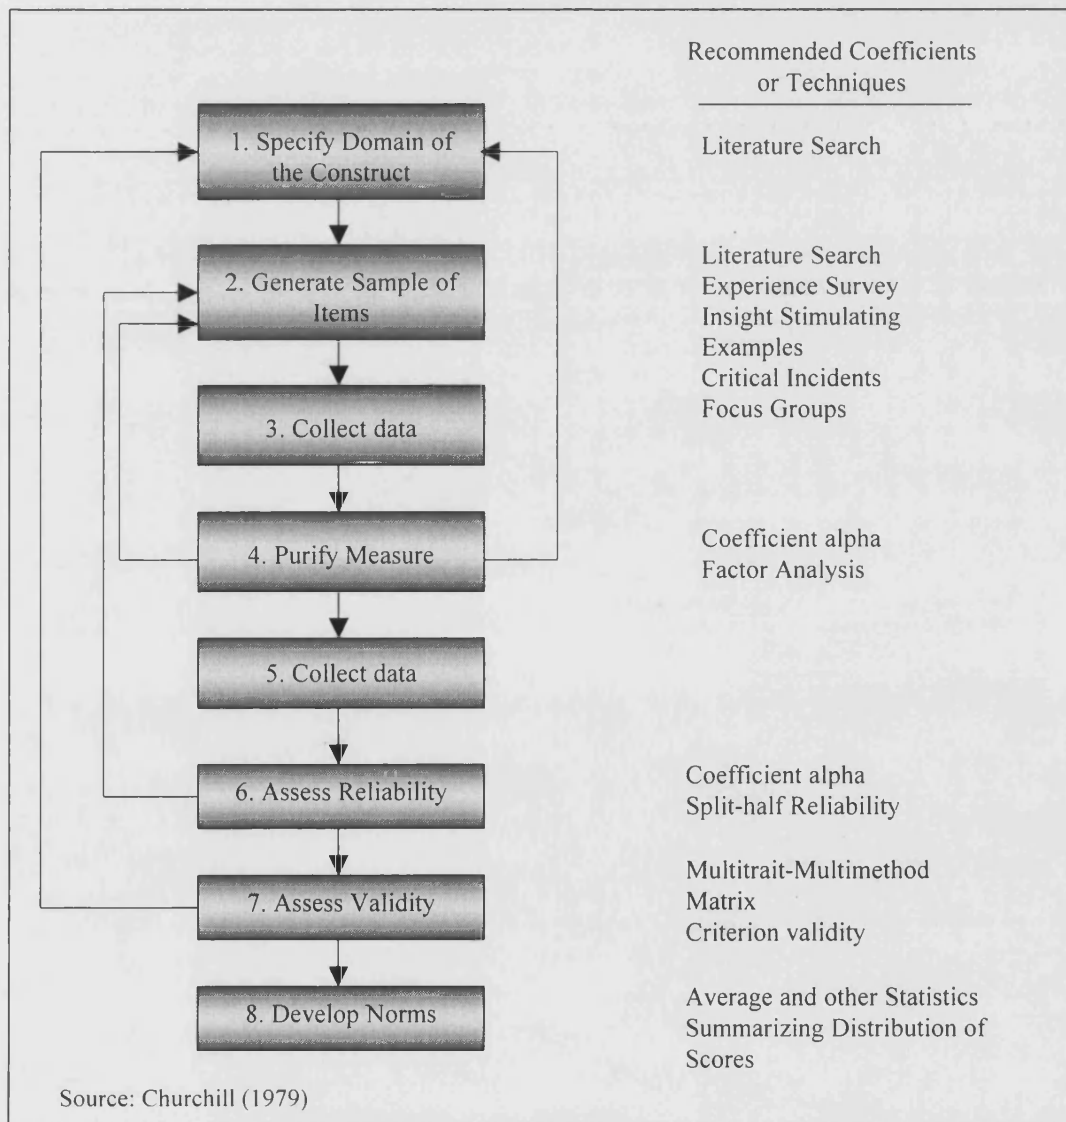 Recommended Coefficients
or Techniques
1. Specify Domain of
the Construct
Literature Search
2. Generate Sample of
Items
Literature Search
Experience Survey
Insight Stimulating
Examples
Critical Incidents
Focus Groups
3. Collect data
4. Purify Measure
Coefficient alpha
Factor Analysis
5. Collect data
6. Assess Reliability
Coefficient alpha
Split-half Reliability
7. Assess Validity
Multitrait-Multimethod
Matrix
Criterion validity
8. Develop Norms
Average and other Statistics
Summarizing Distribution of
Scores
Source: Churchill (1979)